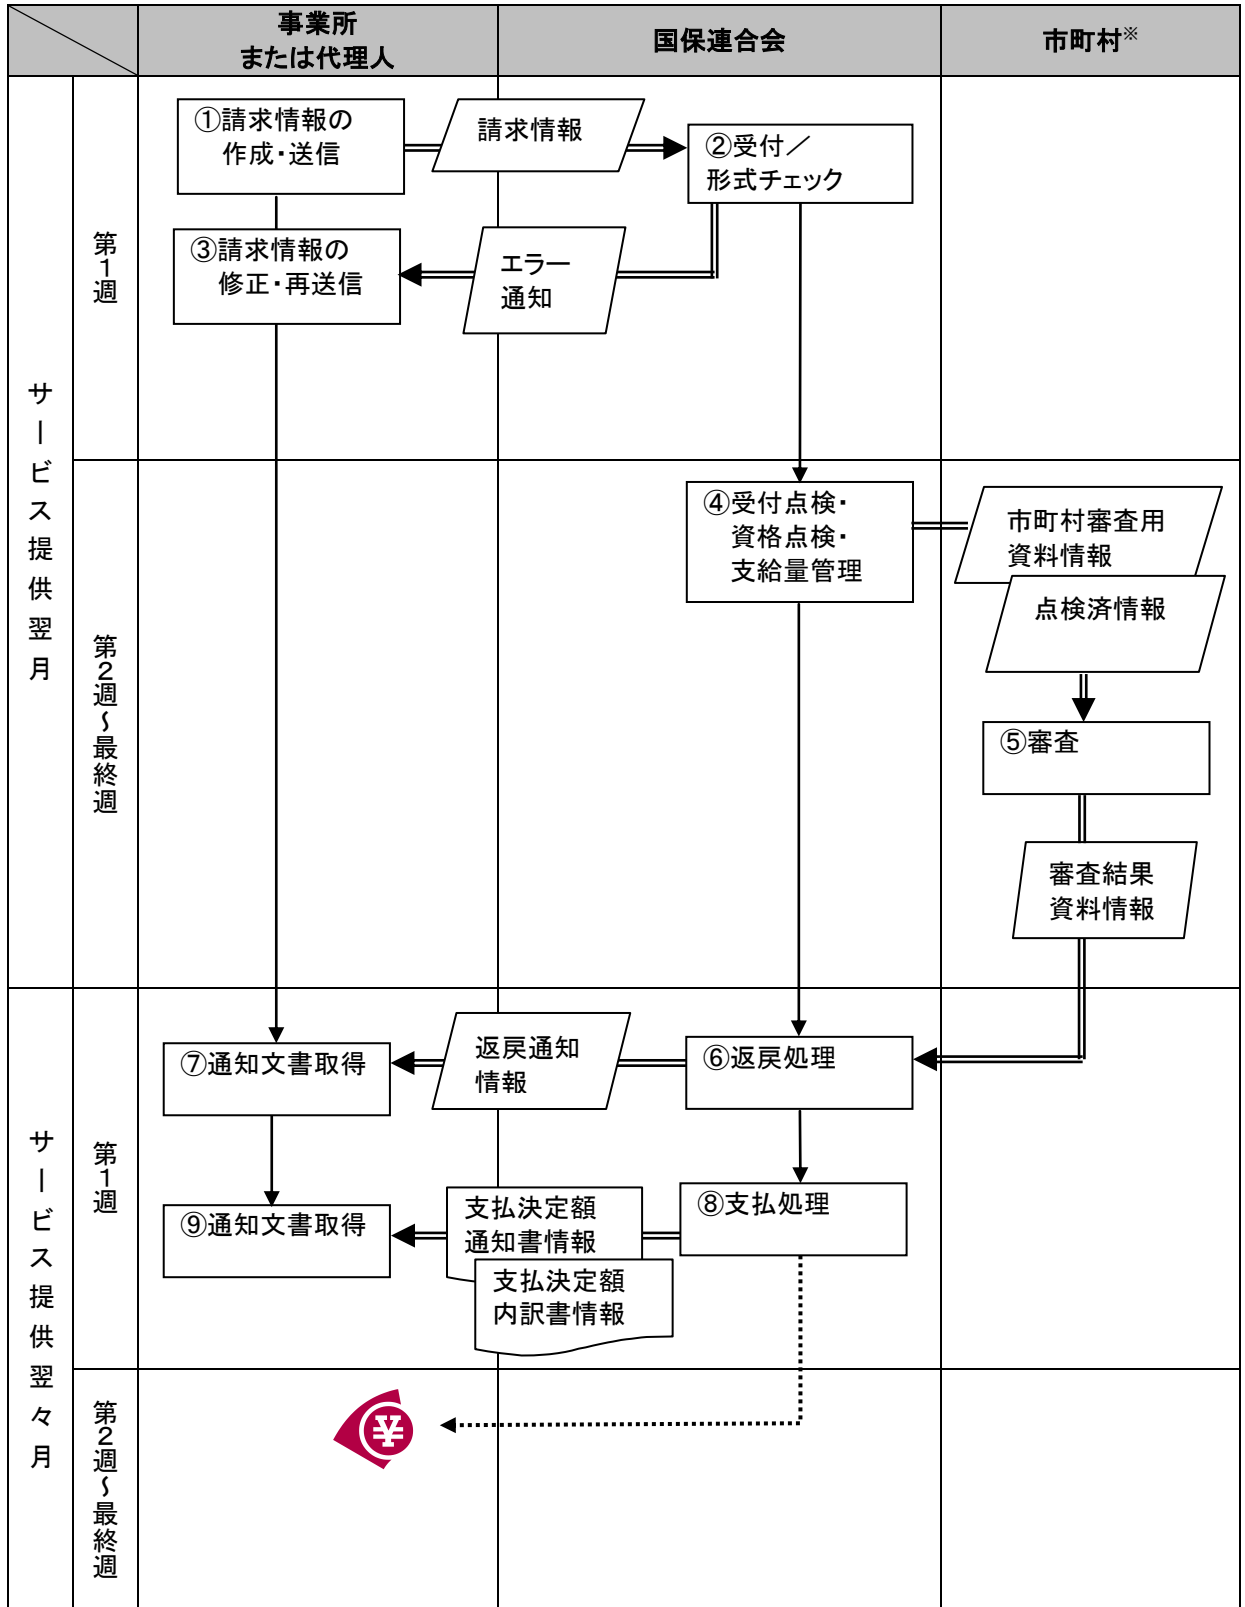 事業所
または代理人
国保連合会
市町村※
サービス提供翌月
第1週
①請求情報の
作成・送信
請求情報
②受付／
形式チェック
③請求情報の
修正・再送信
エラー
通知
第2週～最終週
④受付点検・
資格点検・
支給量管理
市町村審査用
資料情報
点検済情報
⑤審査
審査結果
資料情報
サービス提供翌々月
第1週
⑦通知文書取得
返戻通知
情報
⑥返戻処理
⑨通知文書取得
支払決定額
通知書情報
支払決定額
内訳書情報
⑧支払処理
第2週～最終週
¥